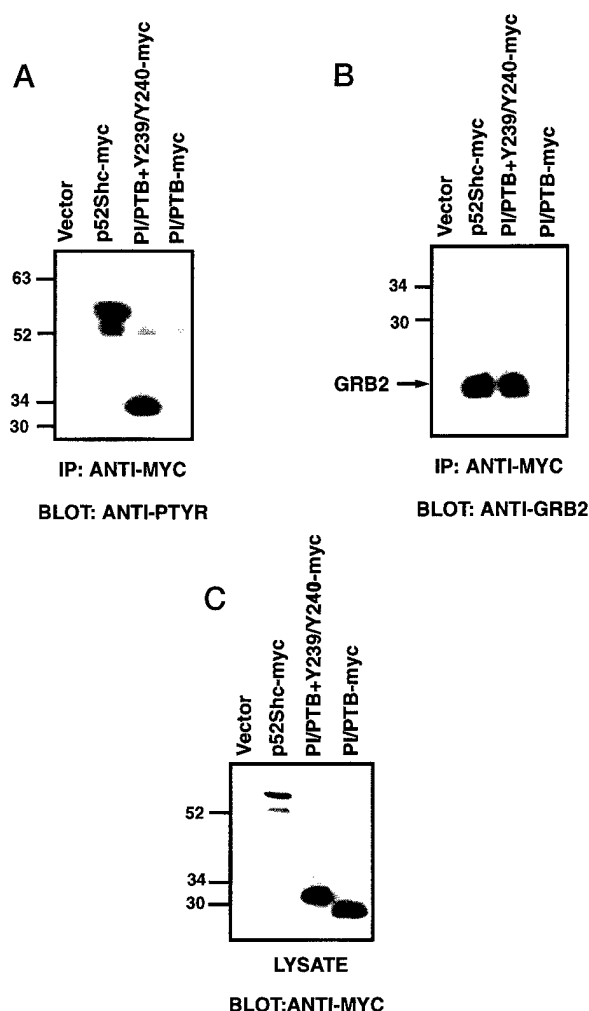 A
Vector
p52Shc-myc
PI/PTB+Y239/Y240-myc
PI/PTB-myc
63
52
34
30
IP: ANTI-MYC
BLOT: ANTI-PTYR
B
Vector
p52Shc-myc
PI/PTB+Y239/Y240-myc
PI/PTB-myc
34
30
GRB2
IP: ANTI-MYC
BLOT: ANTI-GRB2
C
Vector
p52Shc-myc
PI/PTB+Y239/Y240-myc
PI/PTB-myc
52
34
30
LYSATE
BLOT:ANTI-MYC